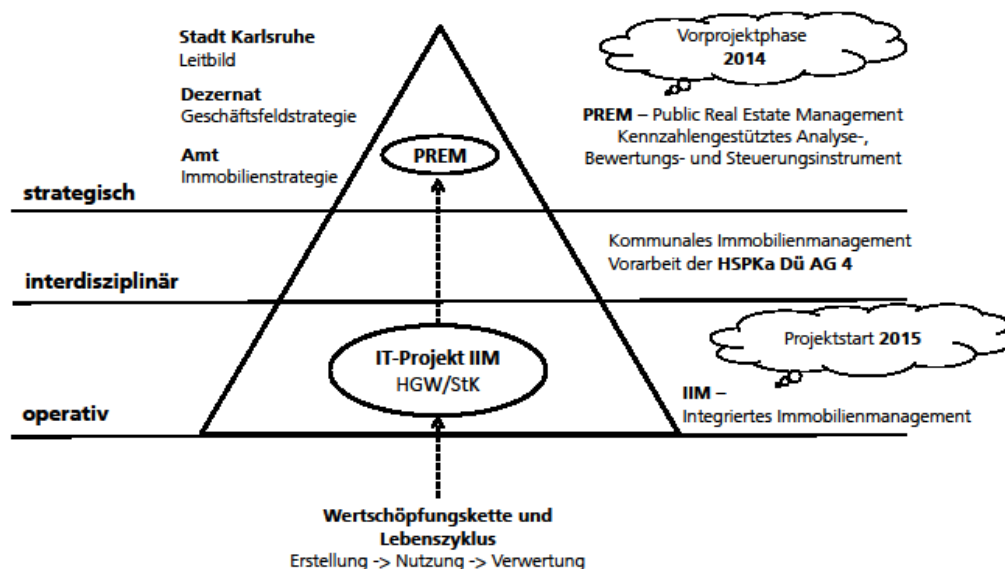 Stadt Karlsruhe
Leitbild
Dezernat
Geschäftsfeldstrategie
Amt
Immobilienstrategie
strategisch
PREM
Vorprojektphase
2014
PREM – Public Real Estate Management
Kennzahlengestütztes Analyse-,
Bewertungs- und Steuerungsinstrument
interdisziplinär
Kommunales Immobilienmanagement
Vorarbeit der HSPKa Dü AG 4
operativ
IT-Projekt IIM
HGW/StK
Projektstart 2015
IIM –
Integriertes Immobilienmanagement
Wertschöpfungskette und
Lebenszyklus
Erstellung -> Nutzung -> Verwertung